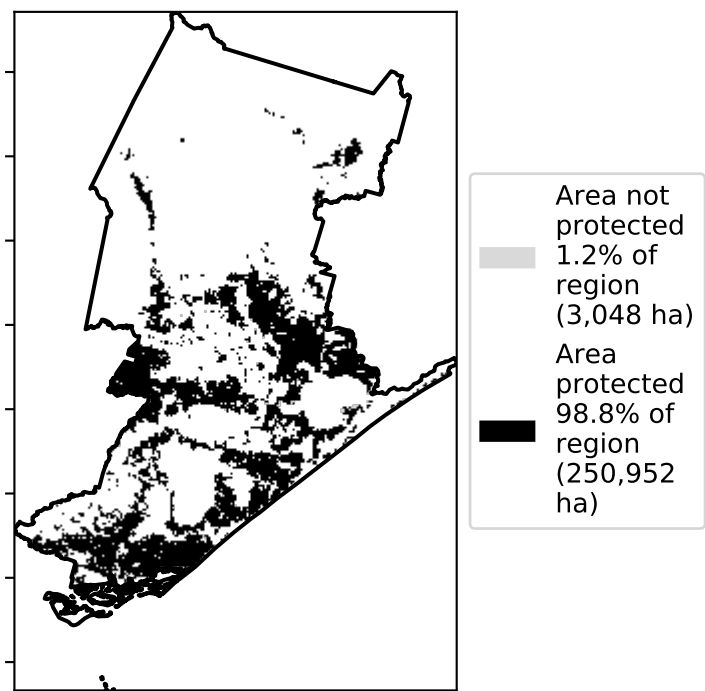 Area not
protected
1.2% of
region
(3,048 ha)
Area
protected
98.8% of
region
(250,952
ha)